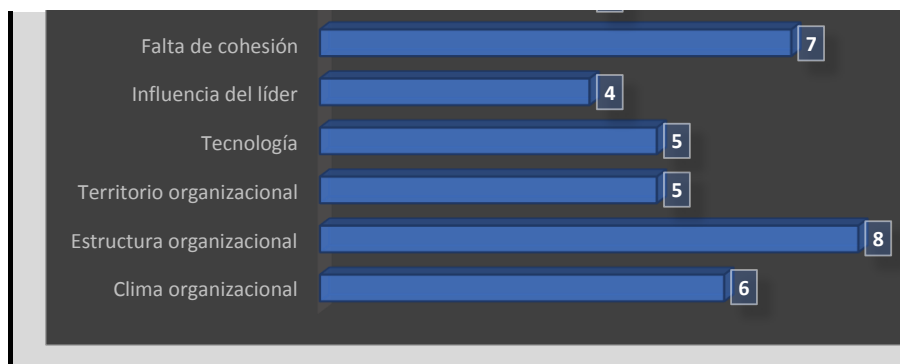 Falta de cohesión 7
Influencia del líder 4
Tecnología 5
Territorio organizacional 5
Estructura organizacional 8
Clima organizacional 6